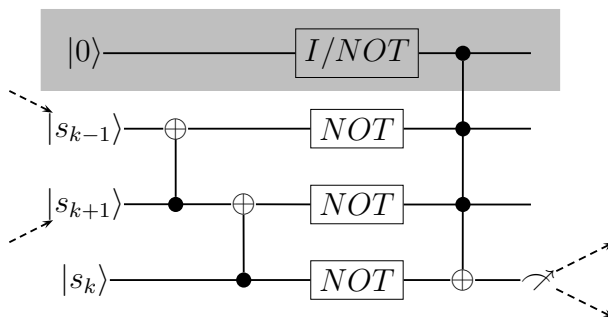 |0⟩ I/NOT
|s_{k−1}⟩ NOT
|s_{k+1}⟩ NOT
|s_k⟩ NOT